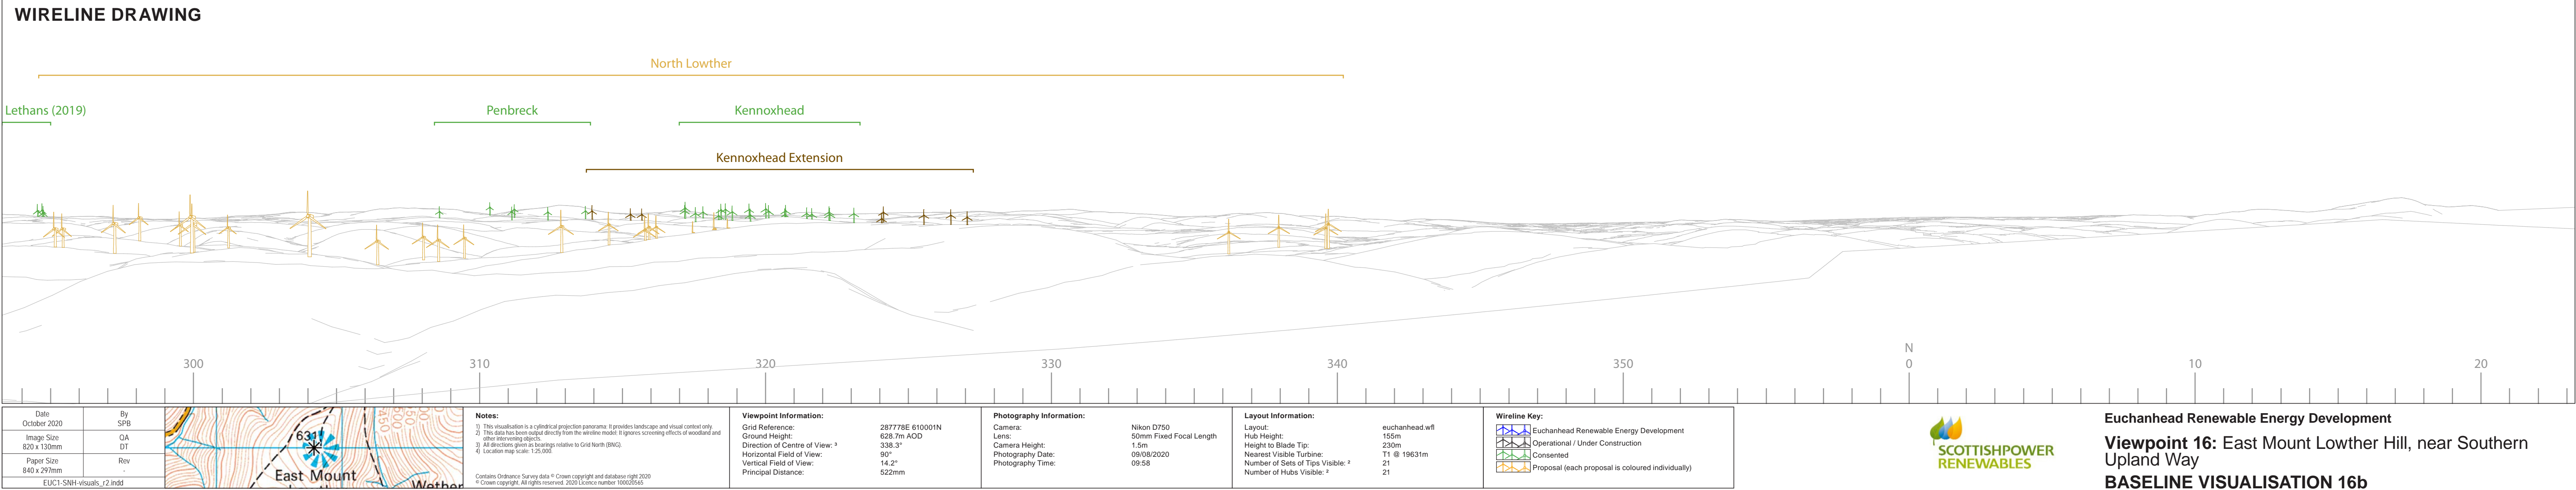 WIRELINE DRAWING
North Lowther
Lethans (2019)
Penbreck
Kennoxhead
Kennoxhead Extension
N
300 310 320 330 340 350 0 10 20
Date
October 2020
By
SPB
Image Size
820 x 130mm
QA
DT
Paper Size
840 x 297mm
Rev
-
EUC1-SNH-visuals_r2.indd
631
East Mount
Wether
450
Notes:
1) This visualisation is a cylindrical projection panorama. It provides landscape and visual context only.
2) This data has been output directly from the wireline model: It ignores screening effects of woodland and
other intervening objects.
3) All directions given as bearings relative to Grid North (BNG).
4) Location map scale: 1:25,000
Contains Ordnance Survey data © Crown copyright and database right 2020
© Crown copyright. All rights reserved. 2020 Licence number 100020565
Viewpoint Information:
Grid Reference: 287778E 610001N
Ground Height: 628.7m AOD
Direction of Centre of View: ³ 338.3°
Horizontal Field of View: 90°
Vertical Field of View: 14.2°
Principal Distance: 522mm
Photography Information:
Camera: Nikon D750
Lens: 50mm Fixed Focal Length
Camera Height: 1.5m
Photography Date: 09/08/2020
Photography Time: 09:58
Layout Information:
Layout: euchanhead.wfl
Hub Height: 155m
Height to Blade Tip: 230m
Nearest Visible Turbine: T1 @ 19631m
Number of Sets of Tips Visible: ² 21
Number of Hubs Visible: ² 21
Wireline Key:
Euchanhead Renewable Energy Development
Operational / Under Construction
Consented
Proposal (each proposal is coloured individually)
SCOTTISHPOWER
RENEWABLES
Euchanhead Renewable Energy Development
Viewpoint 16: East Mount Lowther Hill, near Southern
Upland Way
BASELINE VISUALISATION 16b